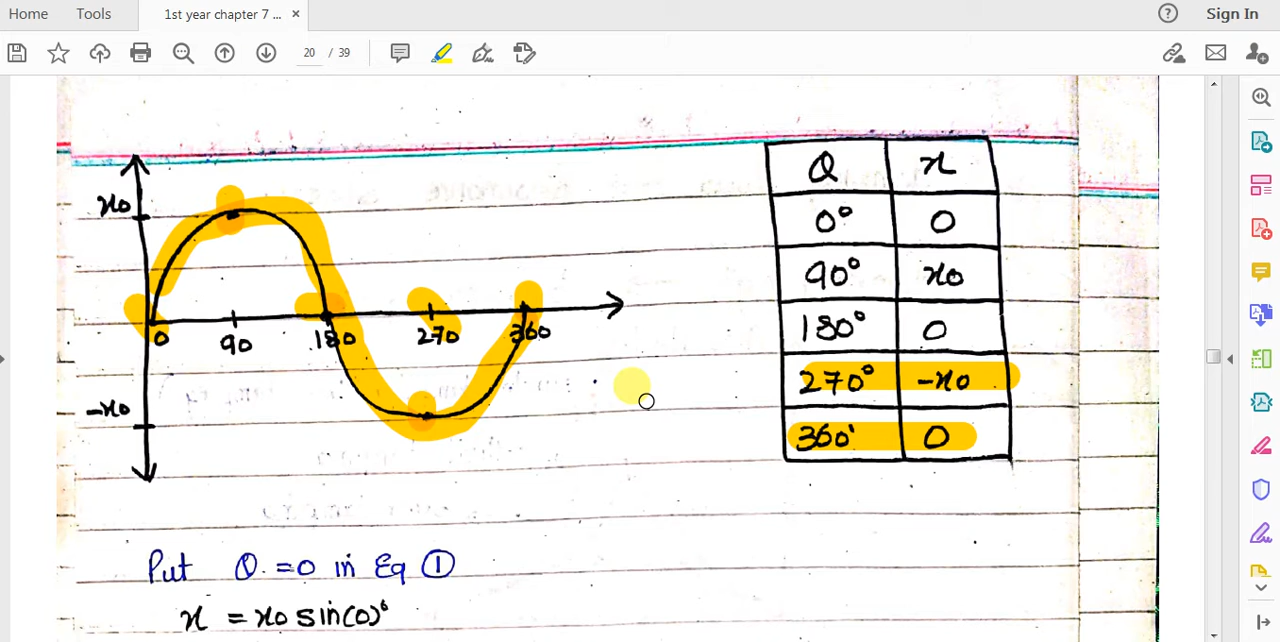 Home Tools 1st year chapter 7 ... × Sign In
20 / 39
x₀
0 90 180 270 360
-x₀
θ x
0° 0
90° x₀
180° 0
270° -x₀
360° 0
Put θ = 0 in Eq ①
x = x₀ sin(0)°